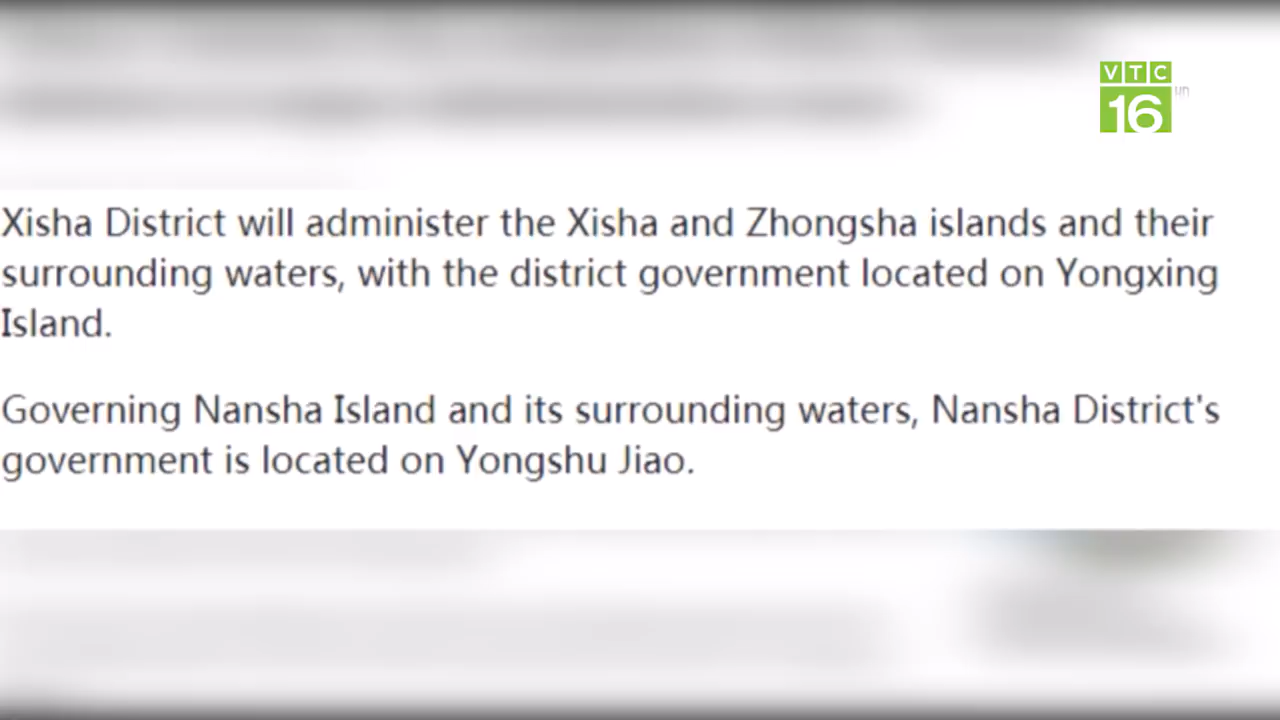 VTC
16
Xisha District will administer the Xisha and Zhongsha islands and their
surrounding waters, with the district government located on Yongxing
Island.
Governing Nansha Island and its surrounding waters, Nansha District's
government is located on Yongshu Jiao.